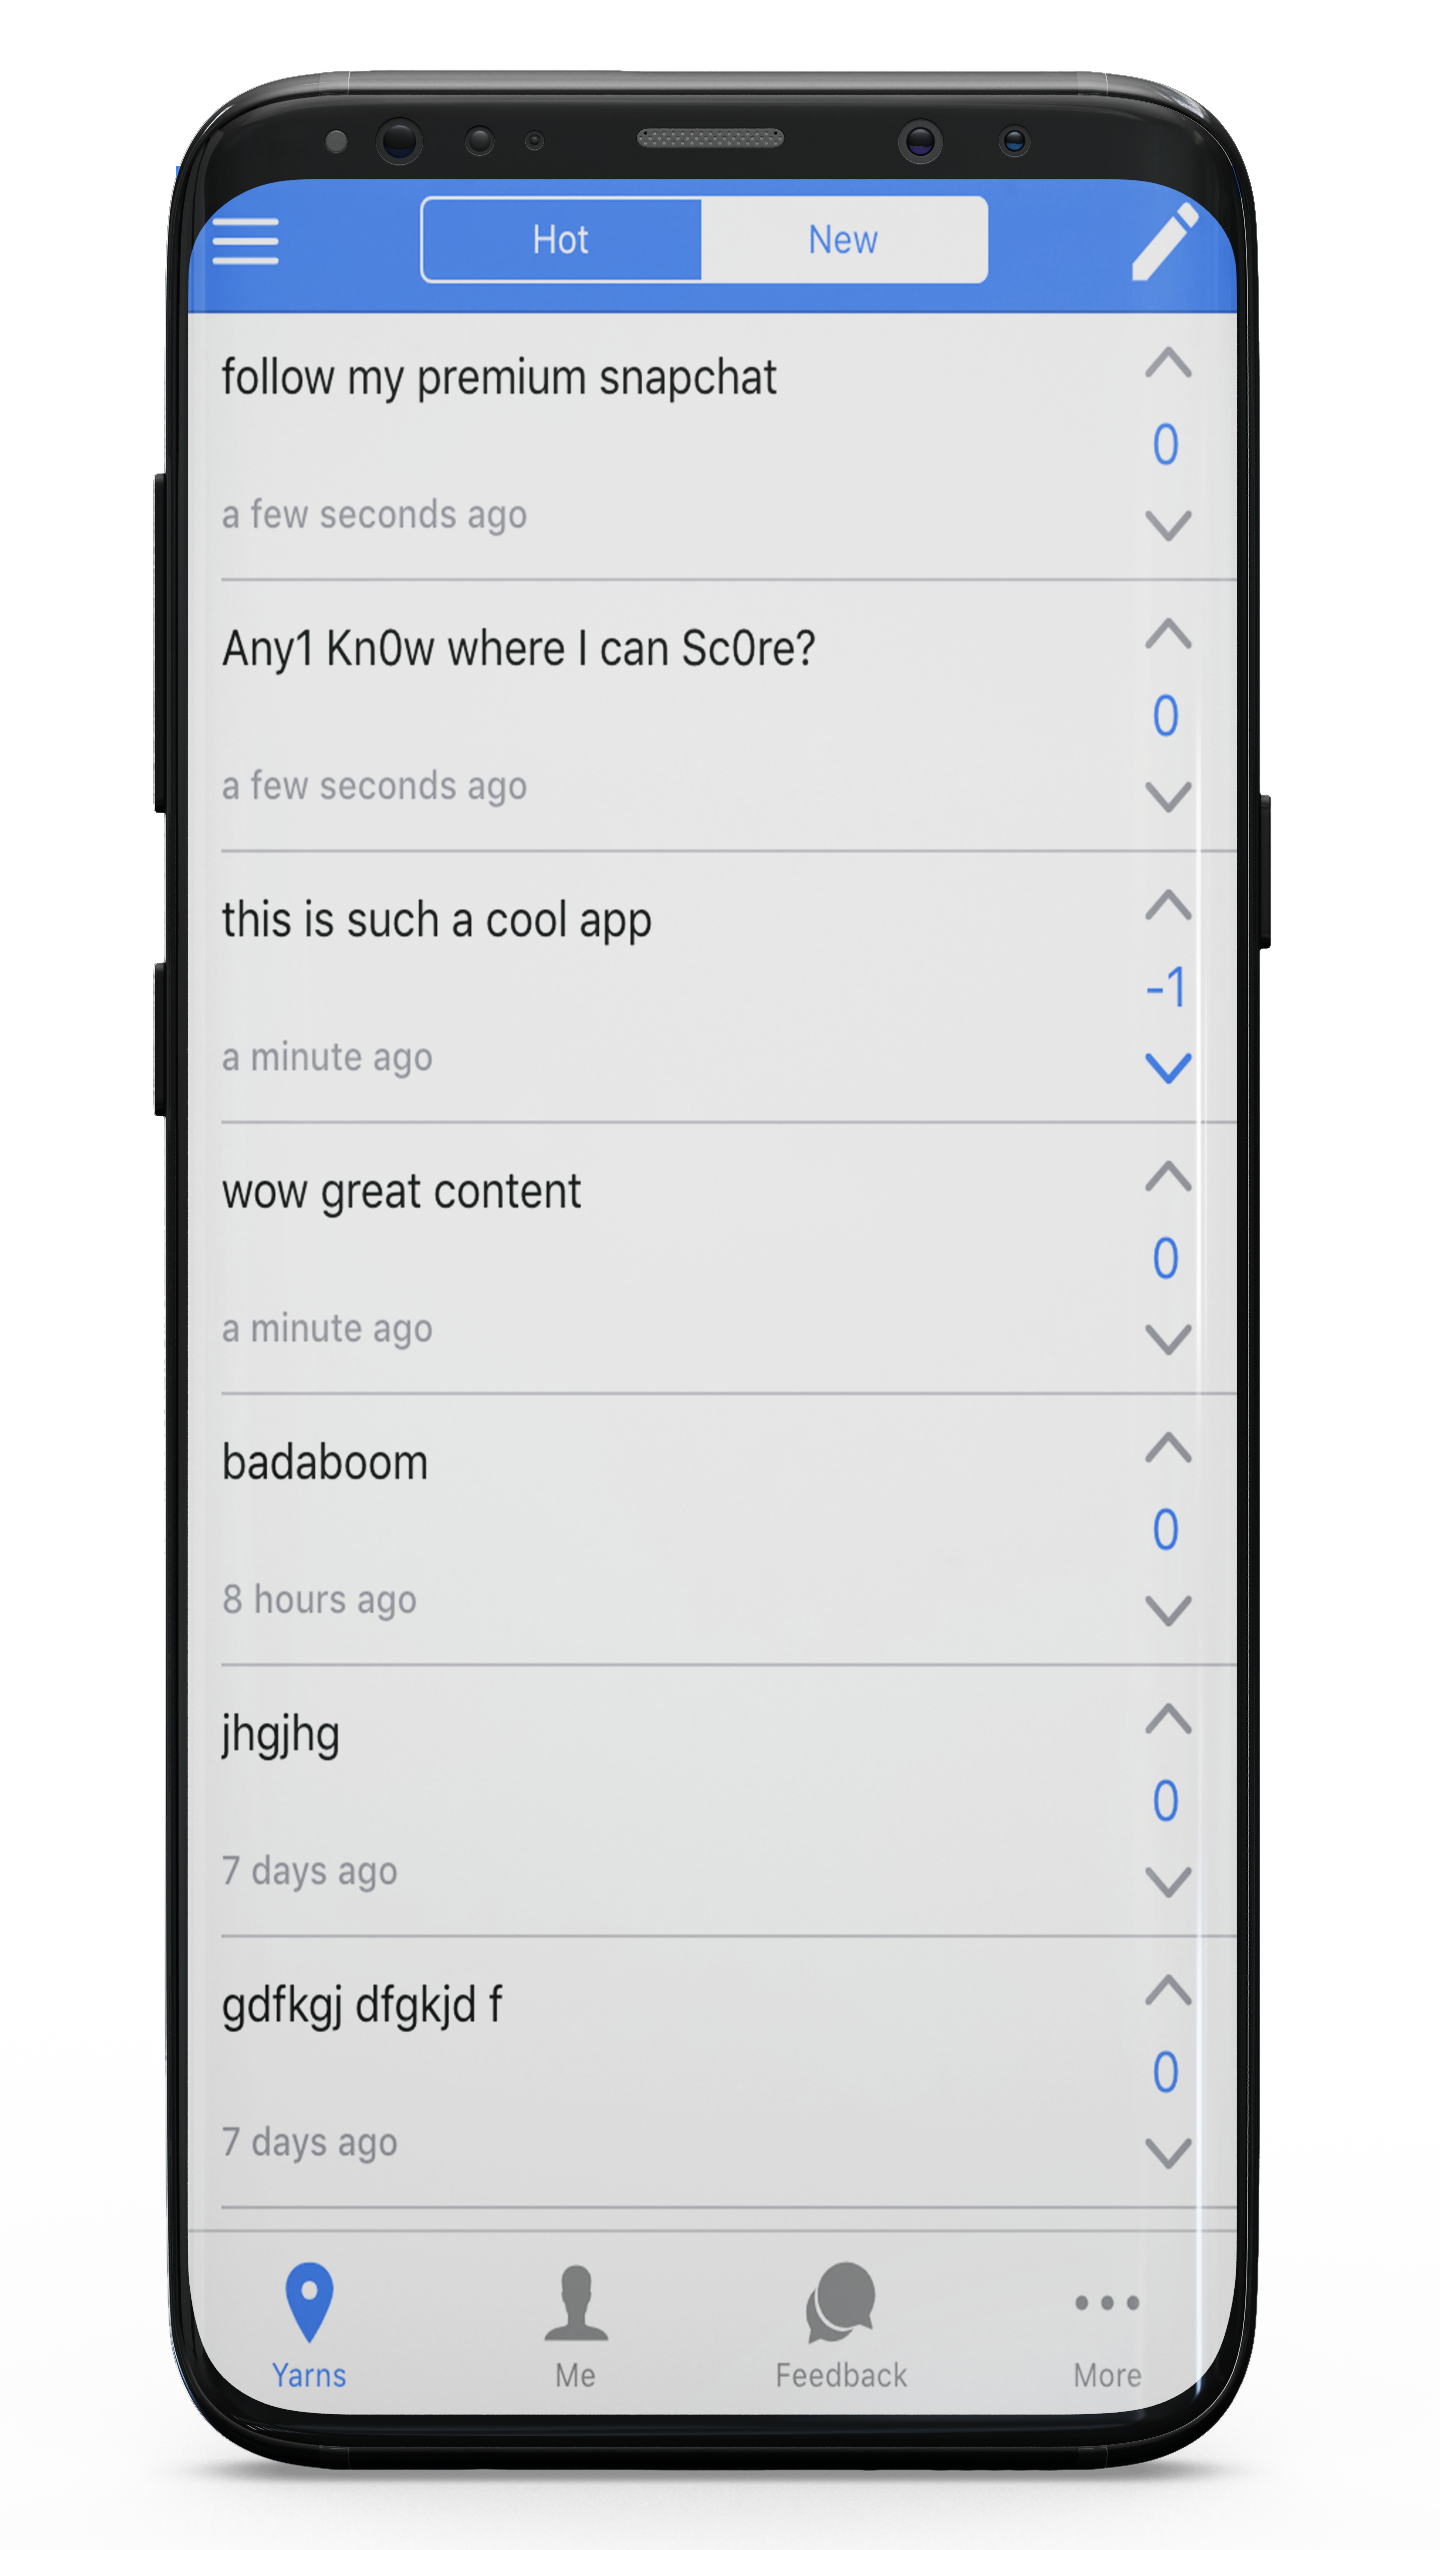 Hot New
follow my premium snapchat
0
a few seconds ago
Any1 Kn0w where I can Sc0re?
0
a few seconds ago
this is such a cool app
-1
a minute ago
wow great content
0
a minute ago
badaboom
0
8 hours ago
jhgjhg
0
7 days ago
gdfkgj dfgkjd f
0
7 days ago
Yarns Me Feedback More